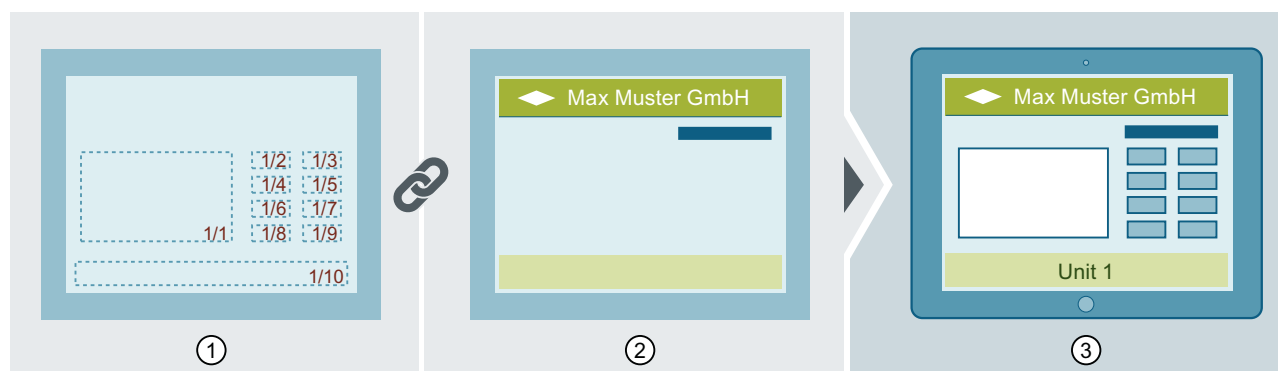 Max Muster GmbH
Max Muster GmbH
1/2 1/3
1/4 1/5
1/6 1/7
1/1 1/8 1/9
1/10
Unit 1
1
2
3